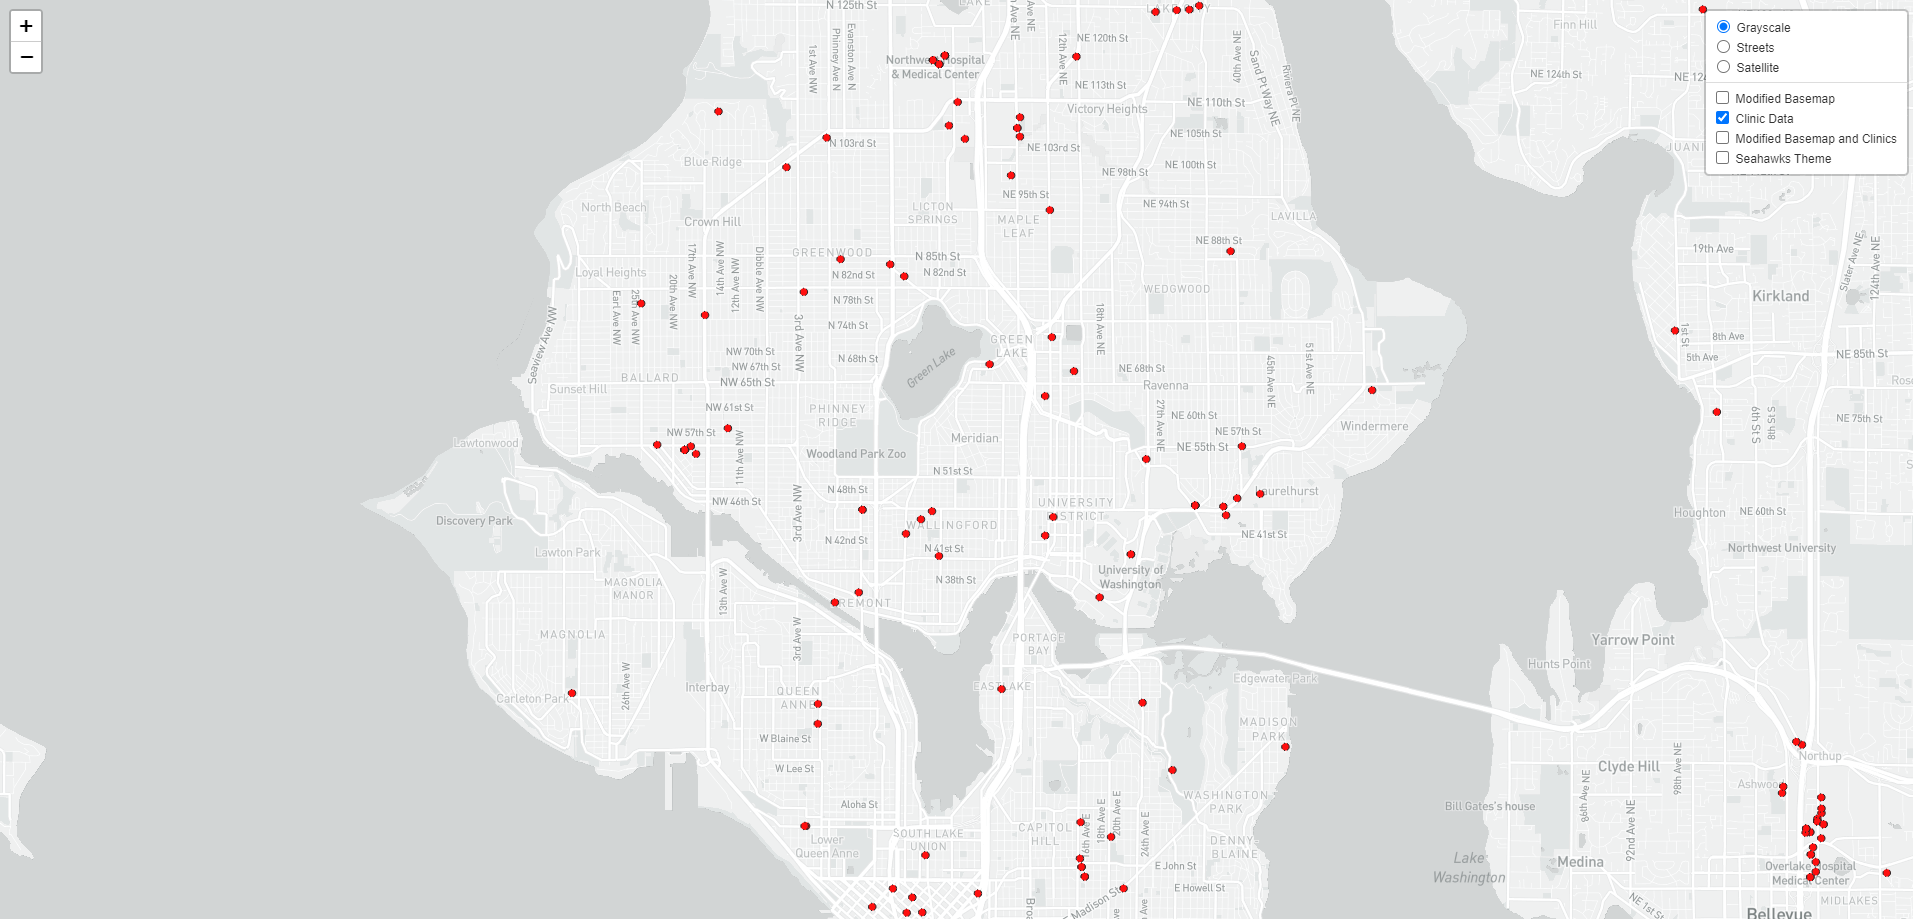 +
−
Grayscale
Streets
Satellite
Modified Basemap
Clinic Data
Modified Basemap and Clinics
Seahawks Theme
N 125th St
Evanston Ave N
Phinney Ave N
1st Ave NW
12th Ave NE
NE 120th St
40th Ave NE
Sand Pt Way NE
Riviera Pl NE
Finn Hill
NE 124th St
Northwest Hospital
& Medical Center
NE 113th St
Victory Heights
NE 110th St
NE 105th St
N 103rd St
NE 103rd St
NE 100th St
NE 98th St
Blue Ridge
NE 95th St
NE 94th St
North Beach
Crown Hill
LICTON
SPRINGS
MAPLE
LEAF
NE 88th St
GREENWOOD
N 85th St
N 82nd St
N 82nd St
Loyal Heights
17th Ave NW
14th Ave NW
12th Ave NW
Dibble Ave NW
20th Ave NW
25th Ave NW
Earl Ave NW
Seaview Ave NW
3rd Ave NW
N 78th St
N 74th St
N 68th St
WEDGWOOD
18th Ave NE
19th Ave
Slater Ave NE
124th Ave NE
Kirkland
1st St
8th Ave
5th Ave
NE 85th St
GREEN
LAKE
Green Lake
NW 70th St
NW 67th St
NW 65th St
BALLARD
Sunset Hill
NE 68th St
Ravenna
45th Ave NE
51st Ave NE
NW 61st St
PHINNEY
RIDGE
27th Ave NE
NE 60th St
NE 57th St
NE 55th St
Windermere
6th St S
8th St S
NE 75th St
Lawtonwood
NW 57th St
11th Ave NW
Meridian
Woodland Park Zoo
N 51st St
N 48th St
NW 46th St
UNIVERSITY
DISTRICT
Laurelhurst
Discovery Park
3rd Ave NW
WALLINGFORD
N 42nd St
N 41st St
NE 41st St
Houghton
NE 60th St
Northwest University
Lawton Park
MAGNOLIA
MANOR
13th Ave W
N 38th St
University of
Washington
FREMONT
MAGNOLIA
3rd Ave W
PORTAGE
BAY
Yarrow Point
Hunts Point
Carleton Park
26th Ave W
Interbay
QUEEN
ANNE
EASTLAKE
Edgewater Park
MADISON
PARK
W Blaine St
W Lee St
Clyde Hill
98th Ave NE
86th Ave NE
92nd Ave NE
Northup
Aloha St
WASHINGTON
PARK
Bill Gates's house
SOUTH LAKE
UNION
CAPITOL
HILL
16th Ave E
18th Ave E
20th Ave E
24th Ave E
DENNY-
BLAINE
Lower
Queen Anne
E John St
E Howell St
E Madison St
Lake
Washington
Medina
Overlake Hospital
Medical Center
MIDLAKES
NE 1st St
Bellevue